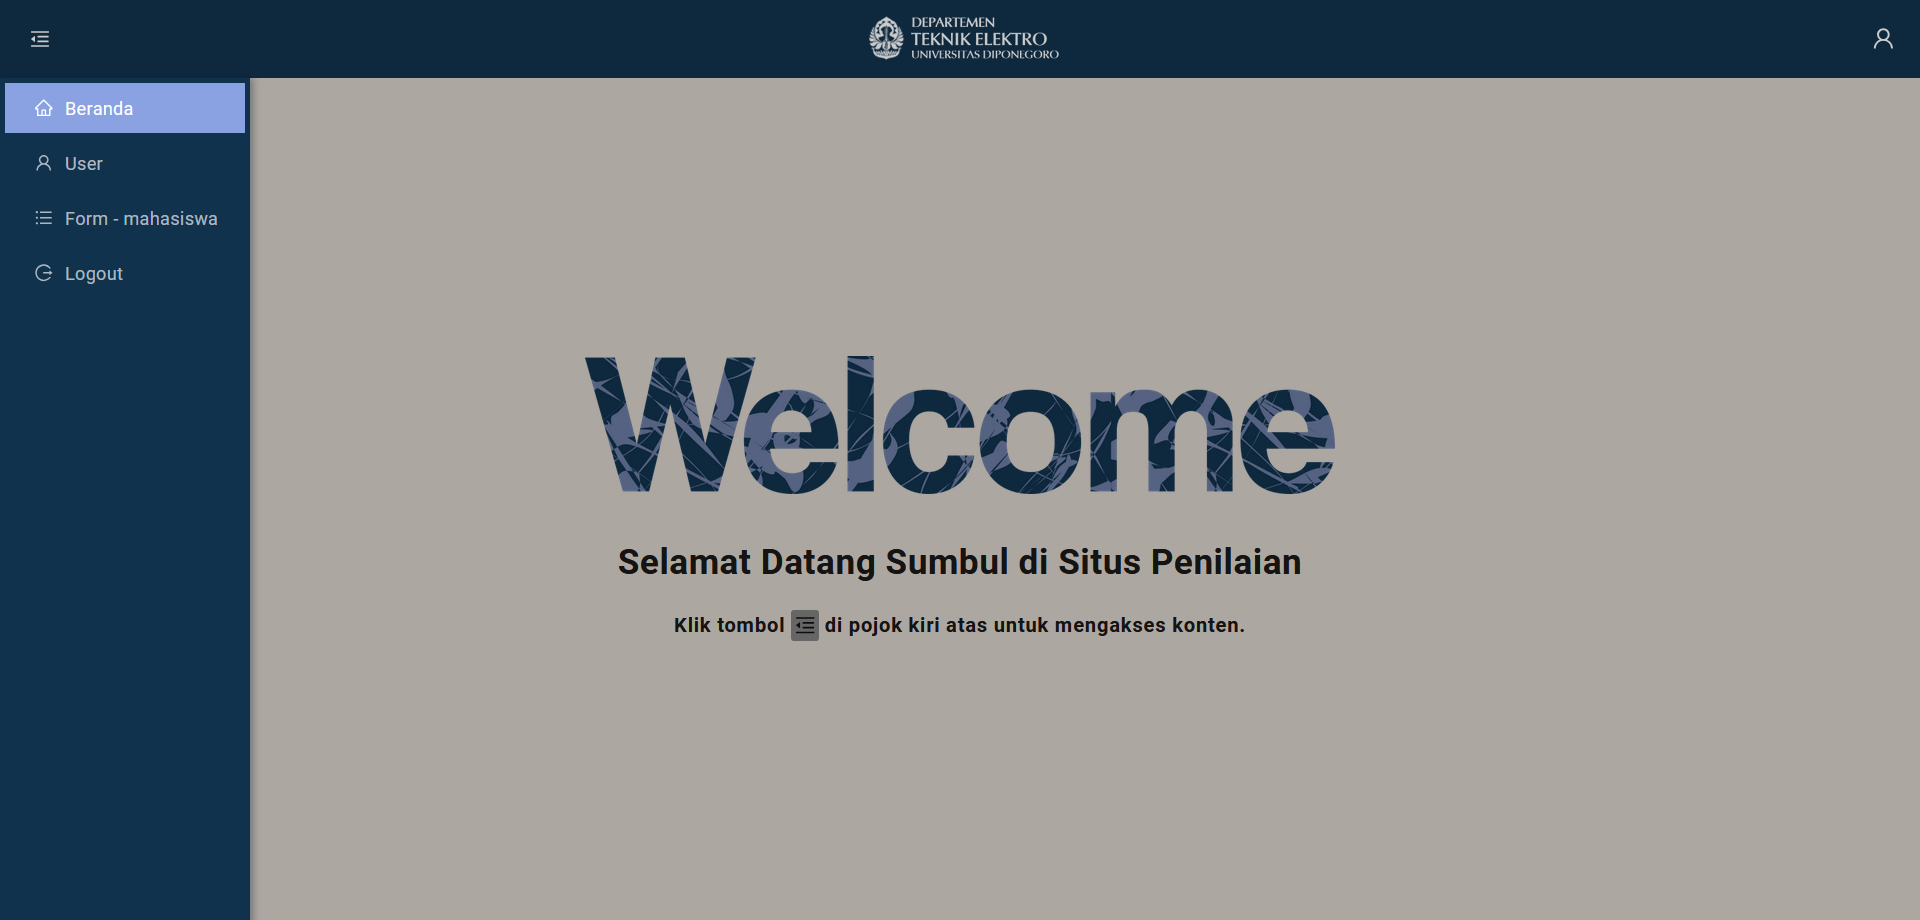 DEPARTEMEN
TEKNIK ELEKTRO
UNIVERSITAS DIPONEGORO
Beranda
User
Form - mahasiswa
Logout
Welcome
Selamat Datang Sumbul di Situs Penilaian
Klik tombol di pojok kiri atas untuk mengakses konten.